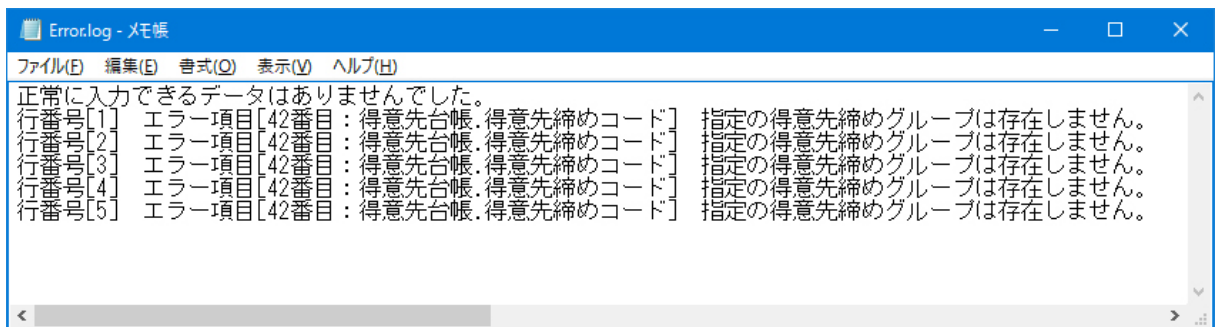 Error.log - メモ帳
ファイル(F) 編集(E) 書式(O) 表示(V) ヘルプ(H)
正常に入力できるデータはありませんでした。
行番号[1] エラー項目[42番目：得意先台帳.得意先締めコード] 指定の得意先締めグループは存在しません。
行番号[2] エラー項目[42番目：得意先台帳.得意先締めコード] 指定の得意先締めグループは存在しません。
行番号[3] エラー項目[42番目：得意先台帳.得意先締めコード] 指定の得意先締めグループは存在しません。
行番号[4] エラー項目[42番目：得意先台帳.得意先締めコード] 指定の得意先締めグループは存在しません。
行番号[5] エラー項目[42番目：得意先台帳.得意先締めコード] 指定の得意先締めグループは存在しません。